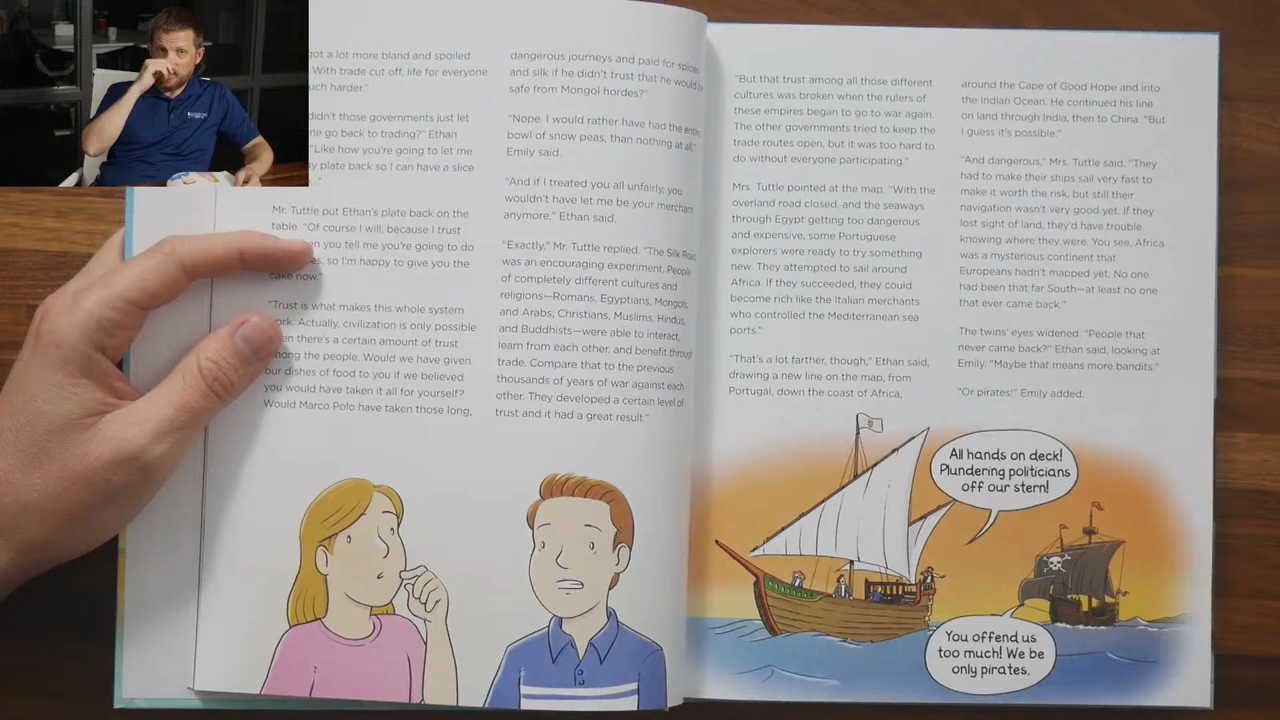 got a lot more bland and spoiled
With trade cut off, life for everyone
much harder."
didn't those governments just let
one go back to trading?" Ethan
"Like how you're going to let me
my plate back so I can have a slice
Mr. Tuttle put Ethan's plate back on the
table. "Of course I will, because I trust
you tell me you're going to do
so I'm happy to give you the
cake now."
"Trust is what makes this whole system
work. Actually, civilization is only possible
there's a certain amount of trust
among the people. Would we have given
our dishes of food to you if we believed
you would have taken it all for yourself?
Would Marco Polo have taken those long,
dangerous journeys and paid for spices
and silk if he didn't trust that he would be
safe from Mongol hordes?"
"Nope. I would rather have had the entire
bowl of snow peas, than nothing at all,"
Emily said.
"And if I treated you all unfairly, you
wouldn't have let me be your merchant
anymore," Ethan said.
"Exactly," Mr. Tuttle replied. "The Silk Road
was an encouraging experiment. People
of completely different cultures and
religions—Romans, Egyptians, Mongols,
and Arabs; Christians, Muslims, Hindus,
and Buddhists—were able to interact,
learn from each other, and benefit through
trade. Compare that to the previous
thousands of years of war against each
other. They developed a certain level of
trust and it had a great result."
"But that trust among all those different
cultures was broken when the rulers of
these empires began to go to war again.
The other governments tried to keep the
trade routes open, but it was too hard to
do without everyone participating."
Mrs. Tuttle pointed at the map. "With the
overland road closed, and the seaways
through Egypt getting too dangerous
and expensive, some Portuguese
explorers were ready to try something
new. They attempted to sail around
Africa. If they succeeded, they could
become rich like the Italian merchants
who controlled the Mediterranean sea
ports."
"That's a lot farther, though," Ethan said,
drawing a new line on the map, from
Portugal, down the coast of Africa,
around the Cape of Good Hope and into
the Indian Ocean. He continued his line
on land through India, then to China. "But
I guess it's possible."
"And dangerous," Mrs. Tuttle said. "They
had to make their ships sail very fast to
make it worth the risk, but still their
navigation wasn't very good yet. If they
lost sight of land, they'd have trouble
knowing where they were. You see, Africa
was a mysterious continent that
Europeans hadn't mapped yet. No one
had been that far South—at least no one
that ever came back."
The twins' eyes widened. "People that
never came back?" Ethan said, looking at
Emily. "Maybe that means more bandits."
"Or pirates!" Emily added.
All hands on deck!
Plundering politicians
off our stern!
You offend us
too much! We be
only pirates.